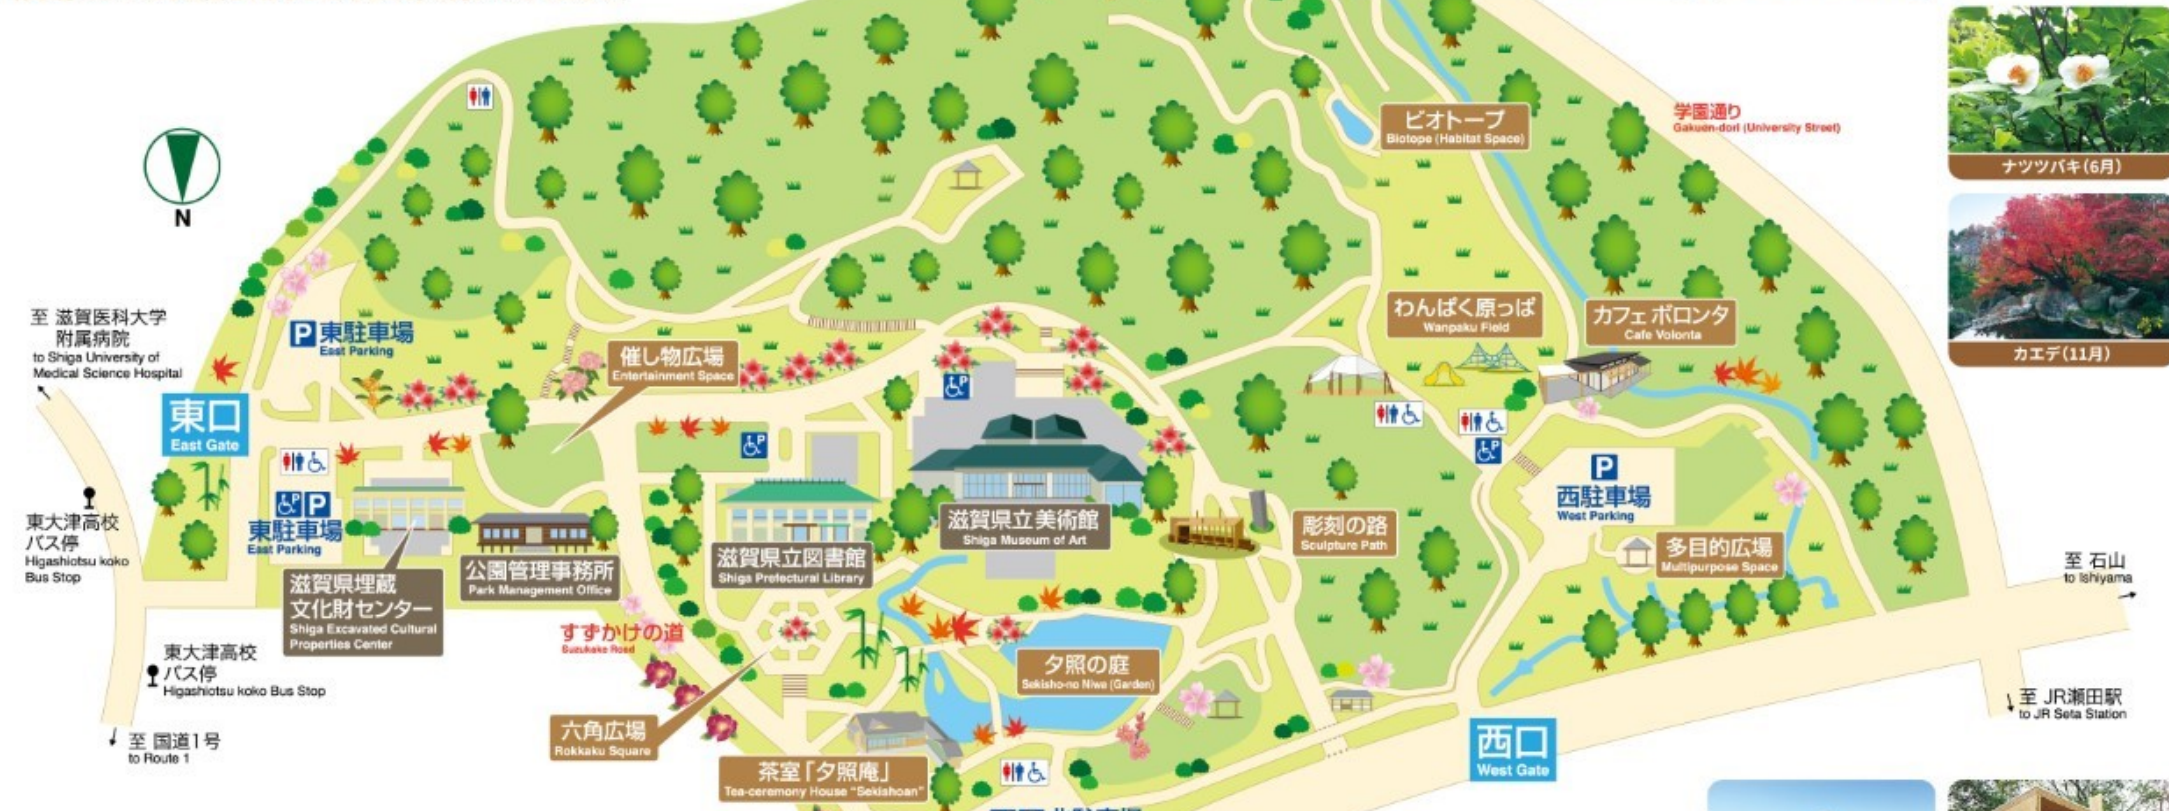 ナツツバキ(6月)
カエデ(11月)
学園通り
Gakuen-dori (University Street)
ビオトープ
Biotope (Habitat Space)
N
至 滋賀医科大学
附属病院
to Shiga University of
Medical Science Hospital
P 東駐車場
East Parking
催し物広場
Entertainment Space
わんぱく原っぱ
Wanpaku Field
カフェ ボロンタ
Cafe Volonta
東口
East Gate
P
P
P
東大津高校
バス停
Higashiotsu koko
Bus Stop
P P
東駐車場
East Parking
P
西駐車場
West Parking
滋賀県立美術館
Shiga Museum of Art
彫刻の路
Sculpture Path
滋賀県埋蔵
文化財センター
Shiga Excavated Cultural
Properties Center
公園管理事務所
Park Management Office
滋賀県立図書館
Shiga Prefectural Library
多目的広場
Multipurpose Space
至 石山
to Ishiyama
すずかけの道
Suzukake Road
東大津高校
バス停
Higashiotsu koko Bus Stop
夕照の庭
Sekisho-no Niwa (Garden)
至 JR瀬田駅
to JR Seta Station
至 国道1号
to Route 1
六角広場
Rokkaku Square
西口
West Gate
茶室「夕照庵」
Tea-ceremony House "Sekishoan"